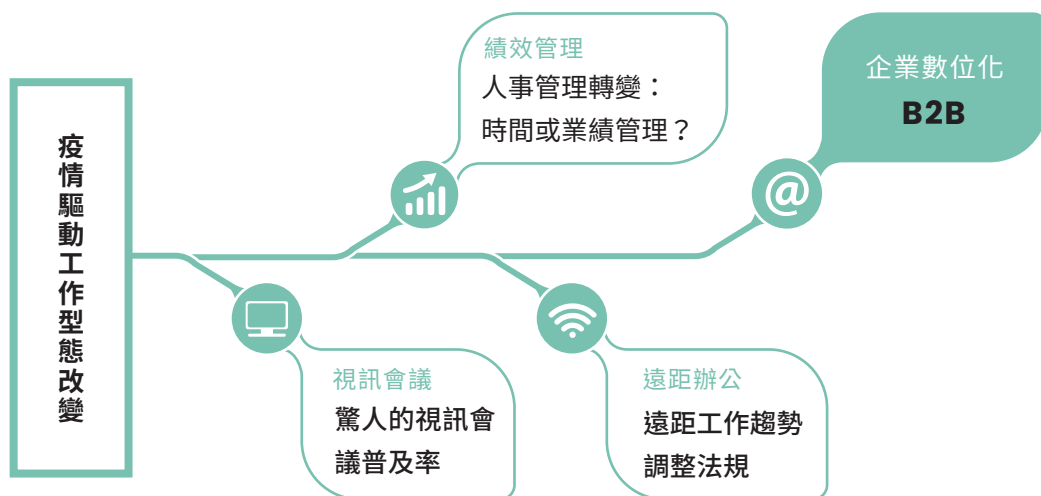 疫情驅動工作型態改變
績效管理
人事管理轉變：
時間或業績管理？
企業數位化
B2B
@
視訊會議
驚人的視訊會
議普及率
遠距辦公
遠距工作趨勢
調整法規